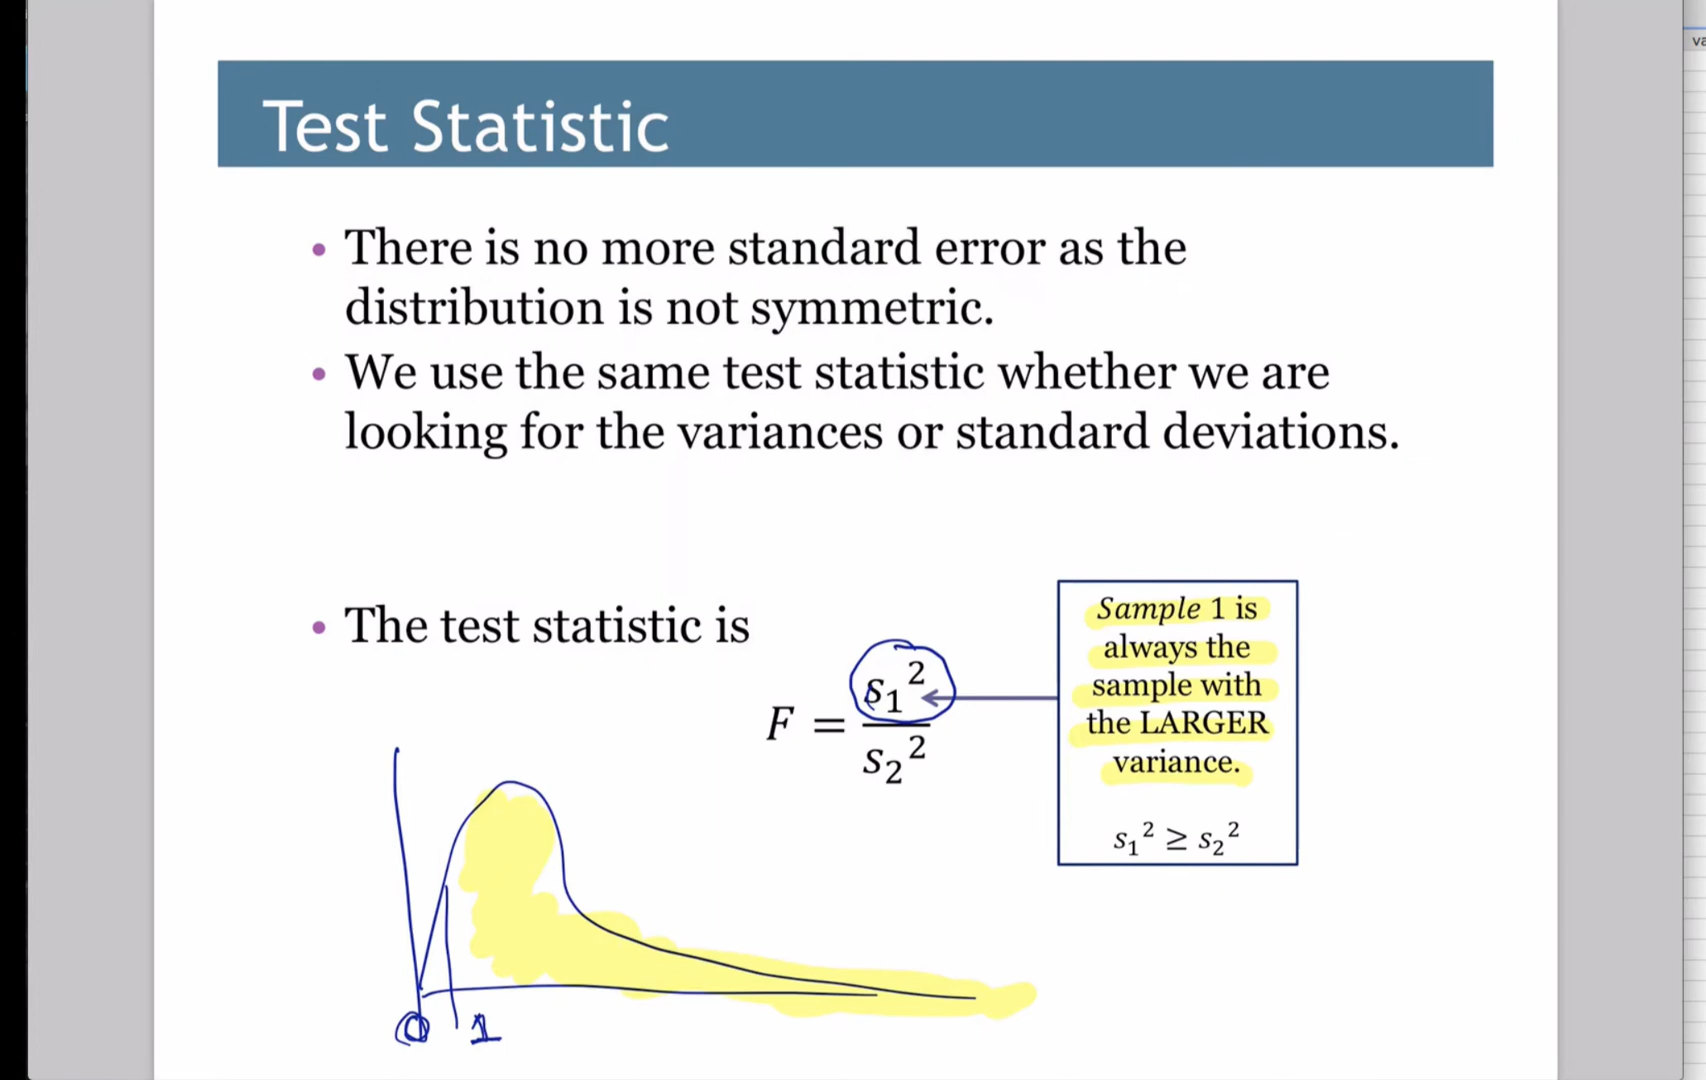 Test Statistic
• There is no more standard error as the
distribution is not symmetric.
• We use the same test statistic whether we are
looking for the variances or standard deviations.
• The test statistic is
F = s₁²/s₂²
Sample 1 is
always the
sample with
the LARGER
variance.
s₁² ≥ s₂²
0 1